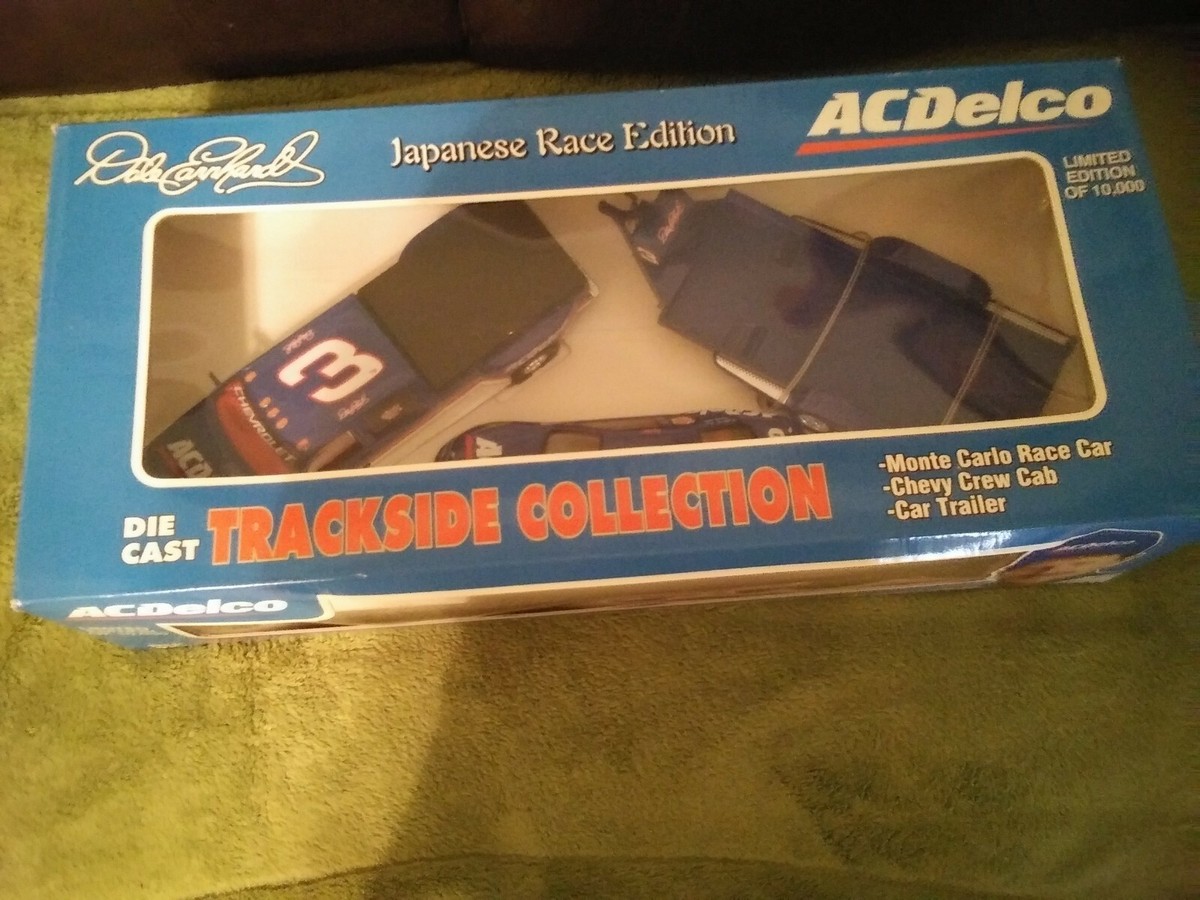 Dale Earnhardt
Japanese Race Edition
ACDelco
LIMITED
EDITION
OF 10,000
3
CHEVROLET
DIE
CAST
TRACKSIDE COLLECTION
-Monte Carlo Race Car
-Chevy Crew Cab
-Car Trailer
ACDelco